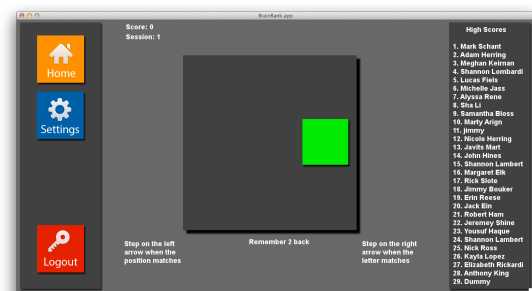 BrainRank.app
Score: 0
Session: 1
Home
Settings
Logout
Remember 2 back
Step on the left
arrow when the
position matches
Step on the right
arrow when the
letter matches
High Scores
1. Mark Schant
2. Adam Herring
3. Meghan Keirnan
4. Shannon Lombardi
5. Lucas Fiels
6. Michelle Jass
7. Alyssa Rene
8. Sha Li
9. Samantha Bloss
10. Marty Arign
11. jimmy
12. Nicole Herring
13. Javits Mart
14. John Hines
15. Shannon Lambert
16. Margaret Elk
17. Rick Slote
18. Jimmy Bouker
19. Erin Reese
20. Jack Ein
21. Robert Ham
22. Jeremey Shine
23. Yousuf Haque
24. Shannon Lambert
25. Nick Ross
26. Kayla Lopez
27. Elizabeth Rickardi
28. Anthony King
29. Dummy